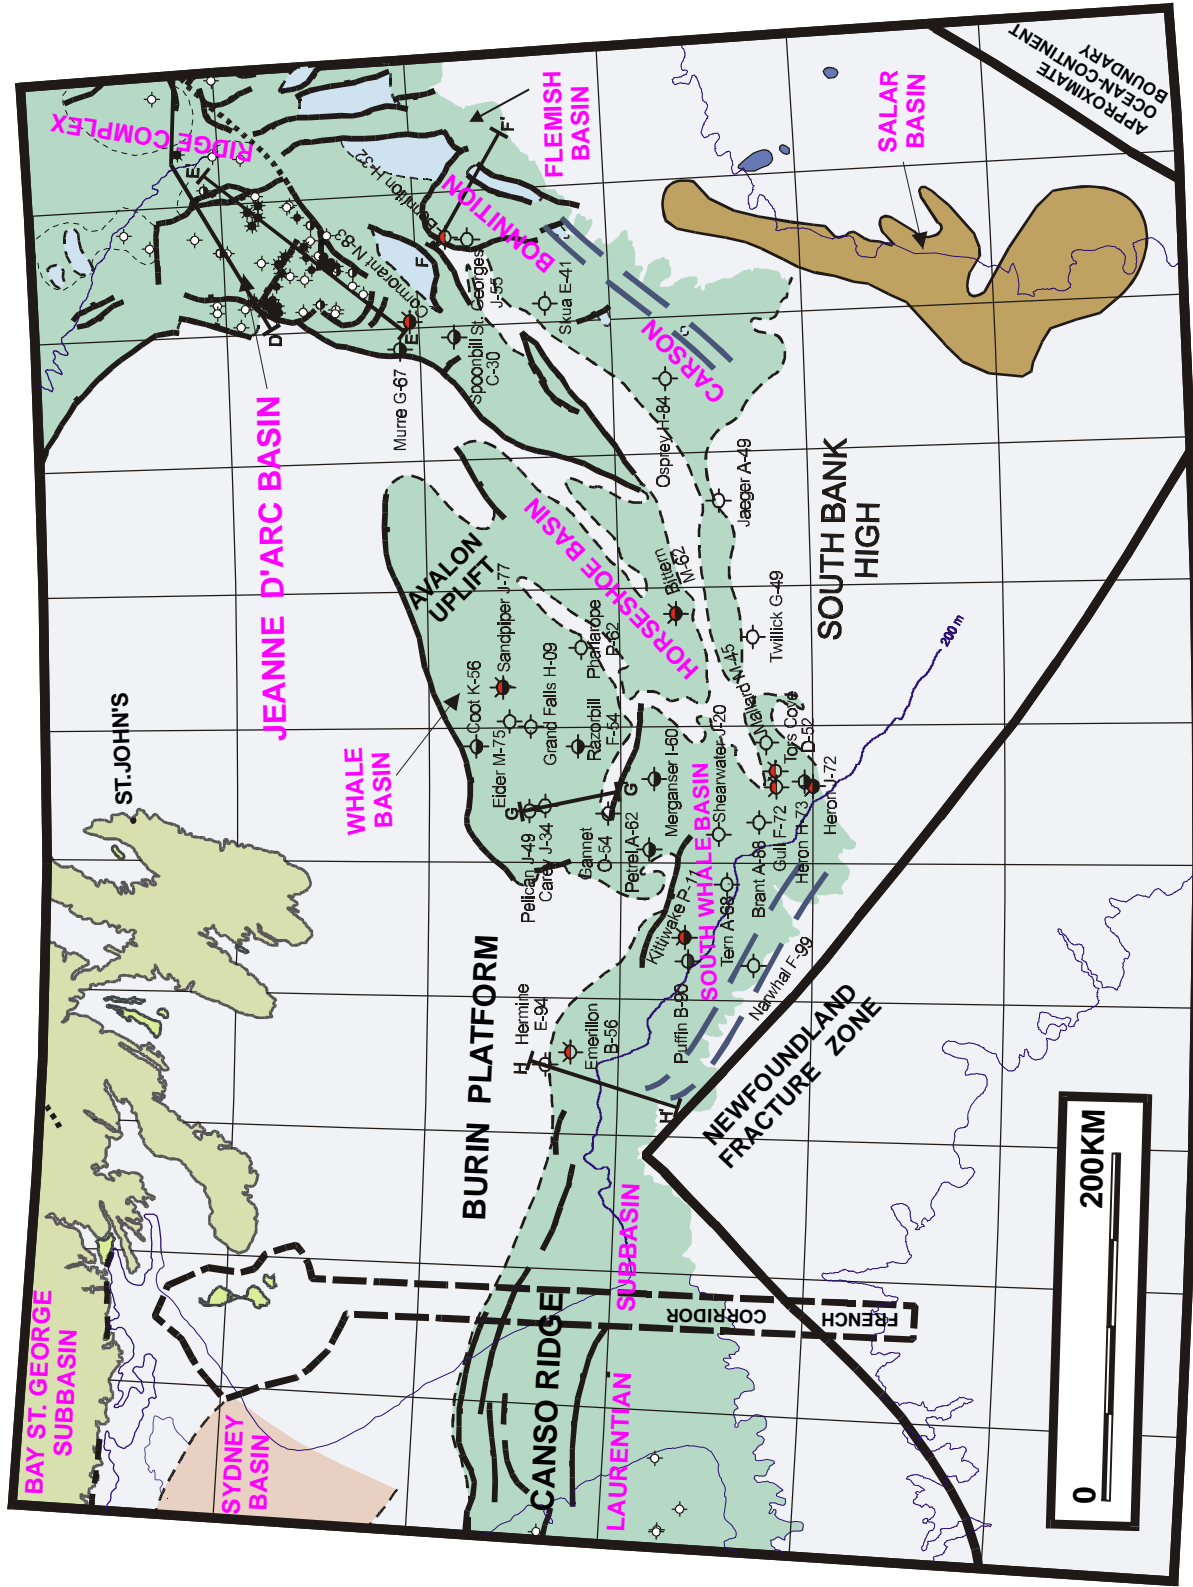 RIDGE COMPLEX
FLEMISH
BASIN
SALAR
BASIN
APPROXIMATE
OCEAN-CONTINENT
BOUNDARY
E'
F'
Bonnition H-32
BONNITION
F
D
E
Cormorant N-83
St. Georges
J-55
Skua E-41
Spoonbill
C-30
Murre G-67
CARSON
Osprey H-84
Jaeger A-49
JEANNE D'ARC BASIN
AVALON
UPLIFT
HORSESHOE BASIN
Bittern
M-62
SOUTH BANK
HIGH
200 m
Twillick G-49
Sandpiper J-77
Phalarope
P-62
Coot K-56
Grand Falls H-09
Eider M-75
Razorbill
F-54
Mallard M-45
Tors Cove
D-52
ST.JOHN'S
WHALE
BASIN
G
G'
Merganser I-60
Shearwater J-20
Heron J-72
Heron H-73
Gull F-72
Brant A-88
Pelican J-49
Carey J-34
Gannet
O-54
Petrel A-62
SOUTH WHALE BASIN
Kittiwake P-11
Tern A-68
Narwhal F-99
Puffin B-90
BURIN PLATFORM
Hermine
E-94
Emerillon
B-56
H
H'
NEWFOUNDLAND
FRACTURE ZONE
LAURENTIAN
SUBBASIN
CANSO RIDGE
FRENCH
CORRIDOR
BAY ST. GEORGE
SUBBASIN
SYDNEY
BASIN
0
200KM